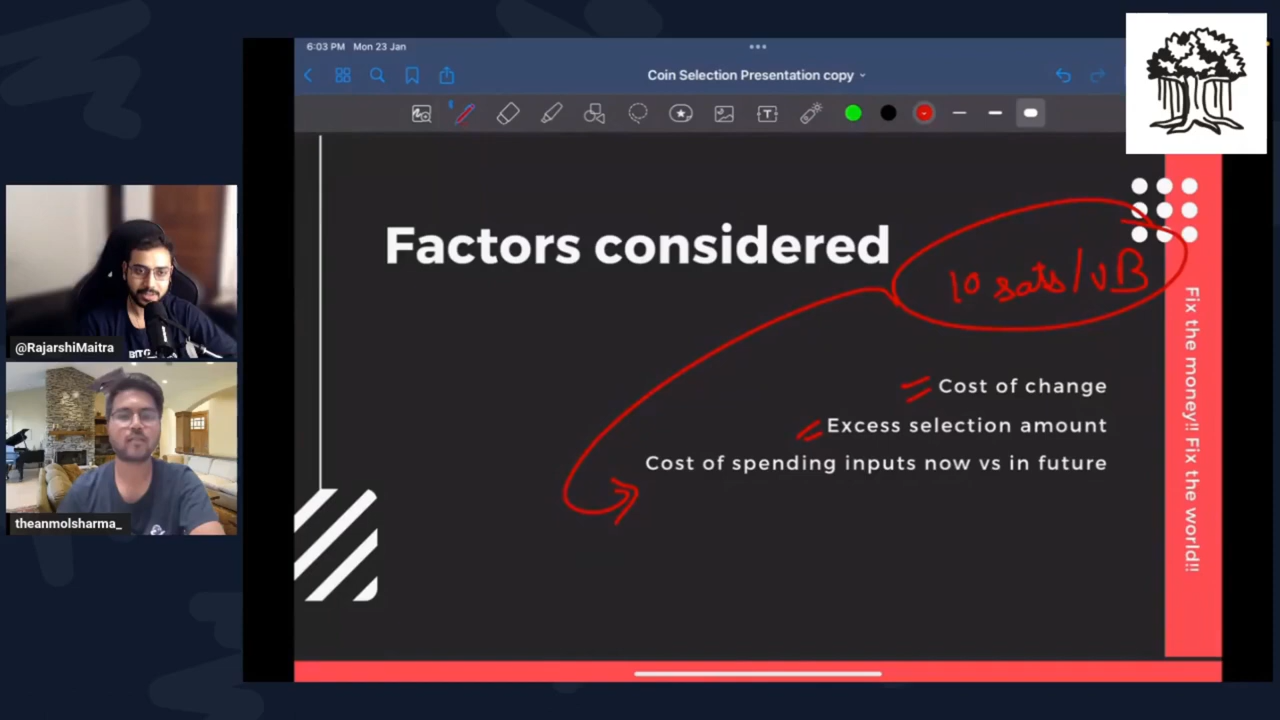 6:03 PM Mon 23 Jan
Coin Selection Presentation copy
T
Factors considered
10 sats/vB
Cost of change
Excess selection amount
Cost of spending inputs now vs in future
Fix the money!! Fix the world!!
@RajarshiMaitra
BITC
theanmolsharma_